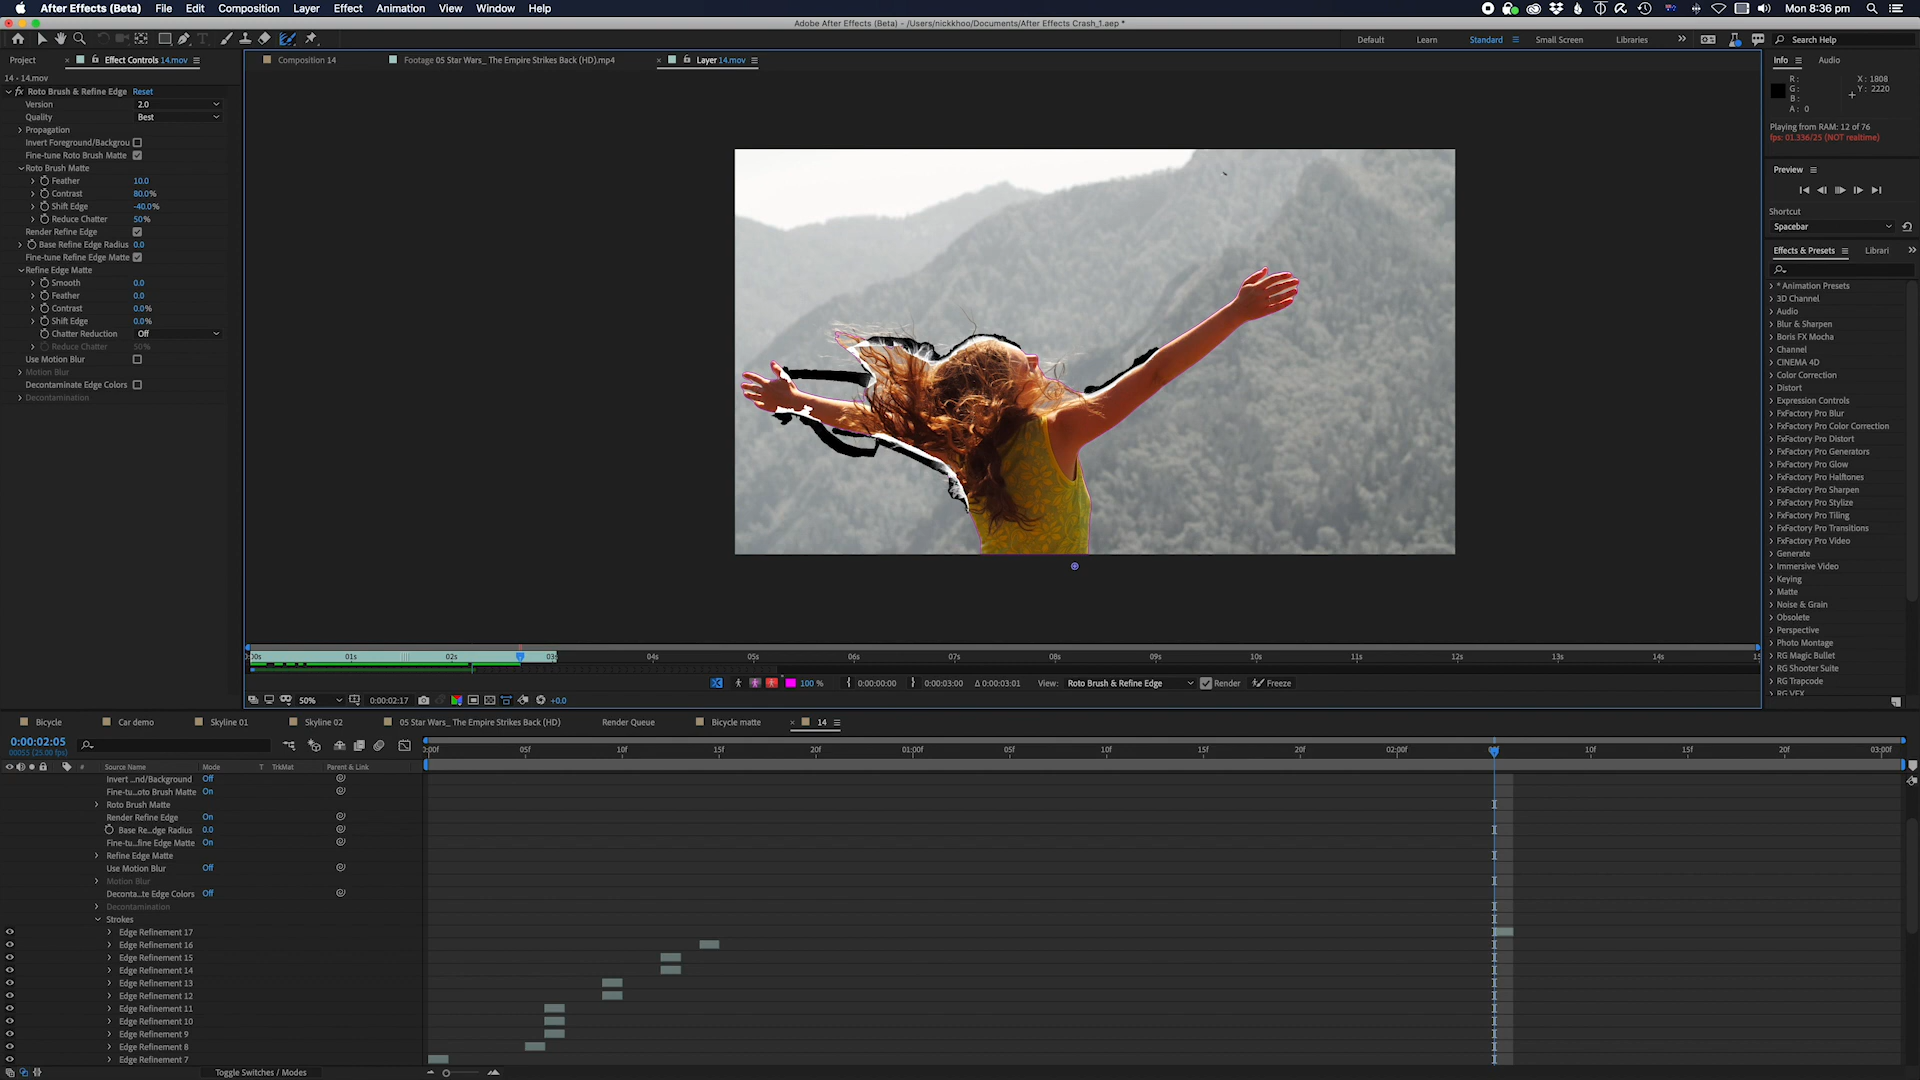 After Effects (Beta) File Edit Composition Layer Effect Animation View Window Help Mon 8:36 pm
Adobe After Effects (Beta) - /Users/nickkhoo/Documents/After Effects Crash_1.aep *
Default Learn Standard Small Screen Libraries Search Help
Project Effect Controls 14.mov Composition 14 Footage 05 Star Wars_ The Empire Strikes Back (HD).mp4 Layer 14.mov Info Audio
14 - 14.mov
fx Roto Brush & Refine Edge Reset
Version 2.0
Quality Best
Propagation
Invert Foreground/Backgrou
Fine-tune Roto Brush Matte
Roto Brush Matte
Feather 10.0
Contrast 80.0%
Shift Edge -40.0%
Reduce Chatter 50%
Render Refine Edge
Base Refine Edge Radius 0.0
Fine-tune Refine Edge Matte
Refine Edge Matte
Smooth 0.0
Feather 0.0
Contrast 0.0%
Shift Edge 0.0%
Chatter Reduction Off
Reduce Chatter 50%
Use Motion Blur
Motion Blur
Decontaminate Edge Colors
Decontamination
R: X: 1808
G: Y: 2220
B:
A: 0
Playing from RAM: 12 of 76
fps: 01.336/25 (NOT realtime)
Preview
Shortcut
Spacebar
Effects & Presets Librari
* Animation Presets
3D Channel
Audio
Blur & Sharpen
Boris FX Mocha
Channel
CINEMA 4D
Color Correction
Distort
Expression Controls
FxFactory Pro Blur
FxFactory Pro Color Correction
FxFactory Pro Distort
FxFactory Pro Generators
FxFactory Pro Glow
FxFactory Pro Halftones
FxFactory Pro Sharpen
FxFactory Pro Stylize
FxFactory Pro Tiling
FxFactory Pro Transitions
FxFactory Pro Video
Generate
Immersive Video
Keying
Matte
Noise & Grain
Obsolete
Perspective
Photo Montage
RG Magic Bullet
RG Shooter Suite
RG Trapcode
RG VFX
:00s 01s 02s 03s 04s 05s 06s 07s 08s 09s 10s 11s 12s 13s 14s 15
100 % 0:00:00:00 0:00:03:00 Δ 0:00:03:01 View: Roto Brush & Refine Edge Render Freeze
50% 0:00:02:17 +0.0
Bicycle Car demo Skyline 01 Skyline 02 05 Star Wars_ The Empire Strikes Back (HD) Render Queue Bicycle matte 14
0:00:02:05
00055 (25.00 fps)
:00f 05f 10f 15f 20f 01:00f 05f 10f 15f 20f 02:00f 10f 15f 20f 03:00f
# Source Name Mode T TrkMat Parent & Link
Invert ...nd/Background Off
Fine-tu...oto Brush Matte On
Roto Brush Matte
Render Refine Edge On
Base Re...dge Radius 0.0
Fine-tu...fine Edge Matte On
Refine Edge Matte
Use Motion Blur Off
Motion Blur
Deconta...te Edge Colors Off
Decontamination
Strokes
Edge Refinement 17
Edge Refinement 16
Edge Refinement 15
Edge Refinement 14
Edge Refinement 13
Edge Refinement 12
Edge Refinement 11
Edge Refinement 10
Edge Refinement 9
Edge Refinement 8
Edge Refinement 7
Toggle Switches / Modes